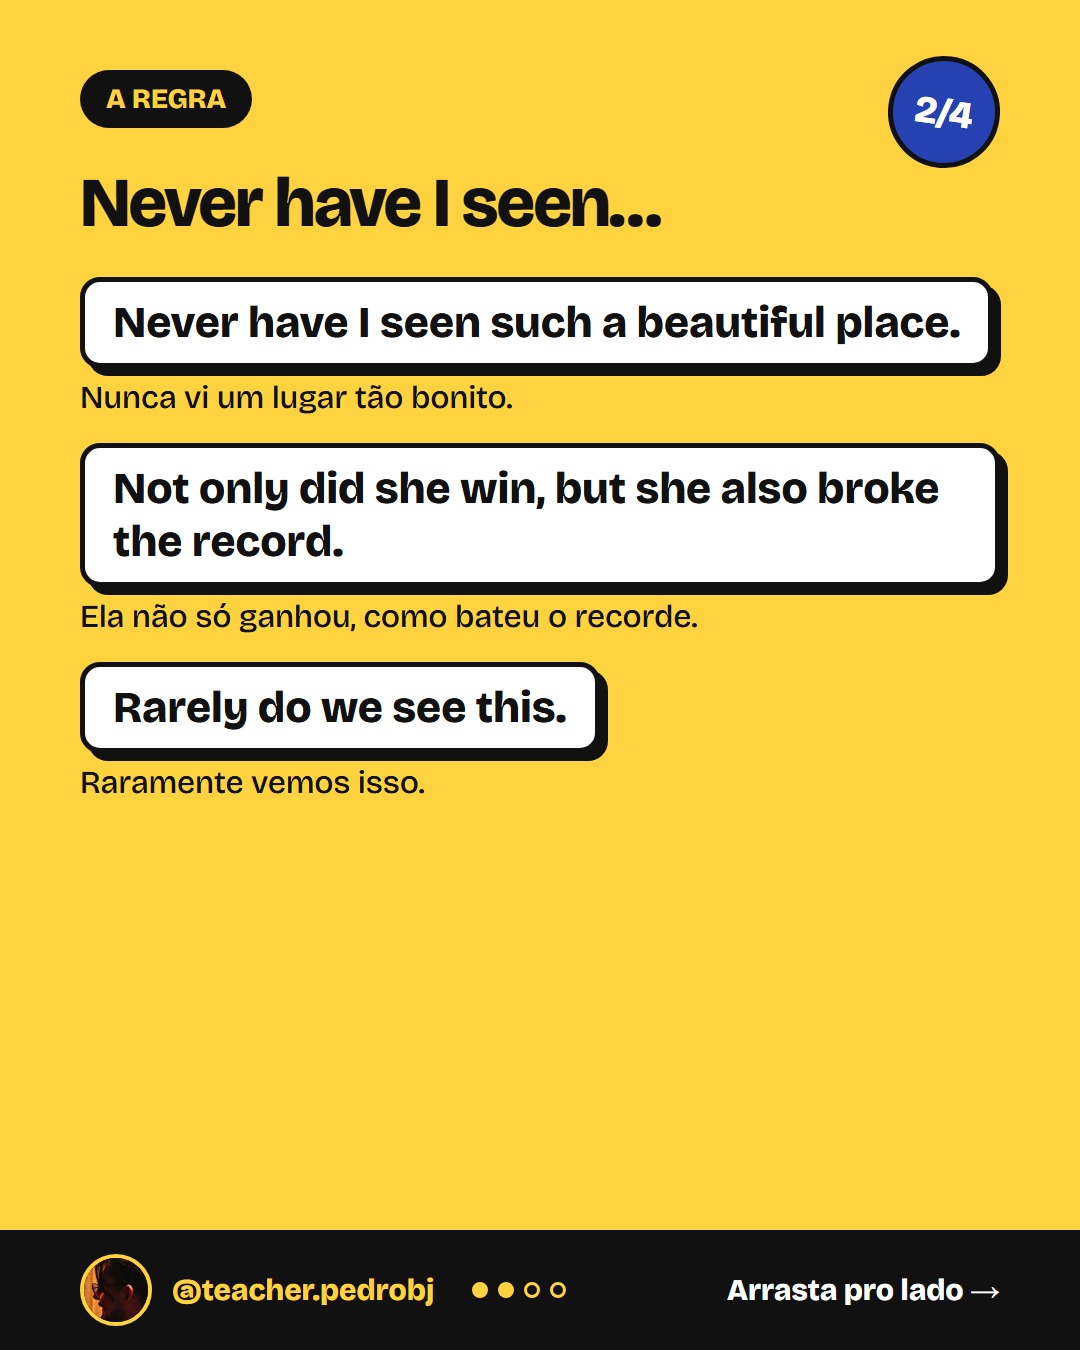 A REGRA
2/4
Never have I seen...
Never have I seen such a beautiful place.
Nunca vi um lugar tão bonito.
Not only did she win, but she also broke
the record.
Ela não só ganhou, como bateu o recorde.
Rarely do we see this.
Raramente vemos isso.
@teacher.pedrobj
Arrasta pro lado →